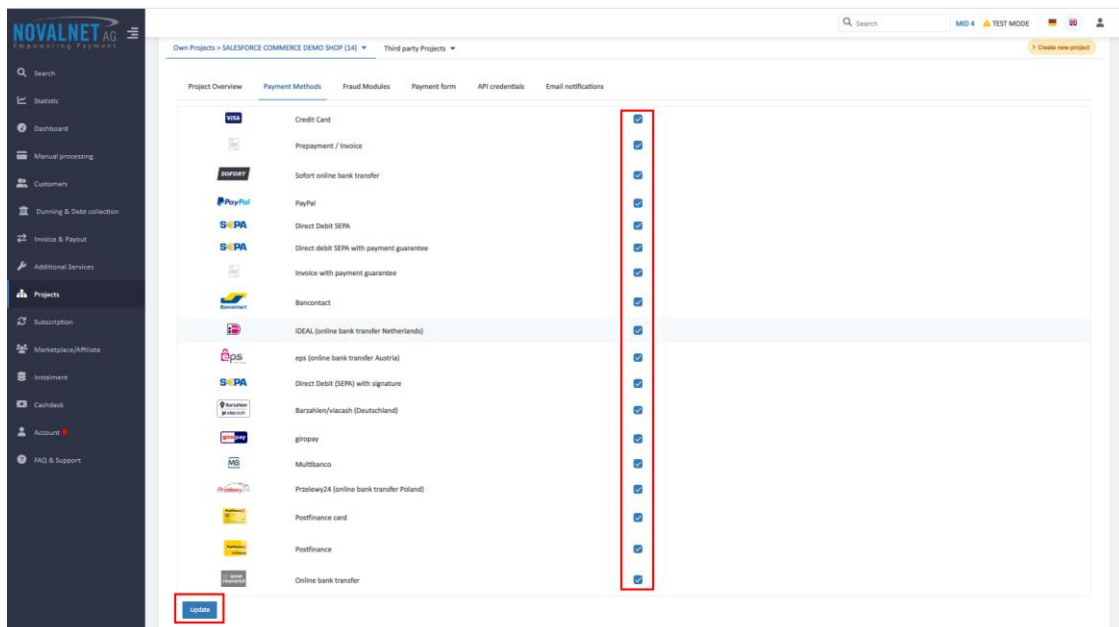 NOVALNET AG
Empowering Payment
Search
MID 4 TEST MODE
Own Projects > SALESFORCE COMMERCE DEMO SHOP (14) Third party Projects
Create new project
Search
Statistic
Dashboard
Manual processing
Customers
Dunning & Debt collection
Invoice & Payout
Additional Services
Projects
Subscription
Marketplace/Affiliate
Instalment
Cashdesk
Account
FAQ & Support
Project Overview Payment Methods Fraud Modules Payment form API credentials Email notifications
VISA Credit Card
Prepayment / Invoice
SOFORT Sofort online bank transfer
PayPal PayPal
SEPA Direct Debit SEPA
SEPA Direct debit SEPA with payment guarantee
Invoice with payment guarantee
Bancontact Bancontact
iDEAL (online bank transfer Netherlands)
eps eps (online bank transfer Austria)
SEPA Direct Debit (SEPA) with signature
Barzahlen viacash Barzahlen/viacash (Deutschland)
giropay giropay
MB Multibanco
Przelewy24 (online bank transfer Poland)
Postfinance card
Postfinance
BANK TRANSFER Online bank transfer
Update